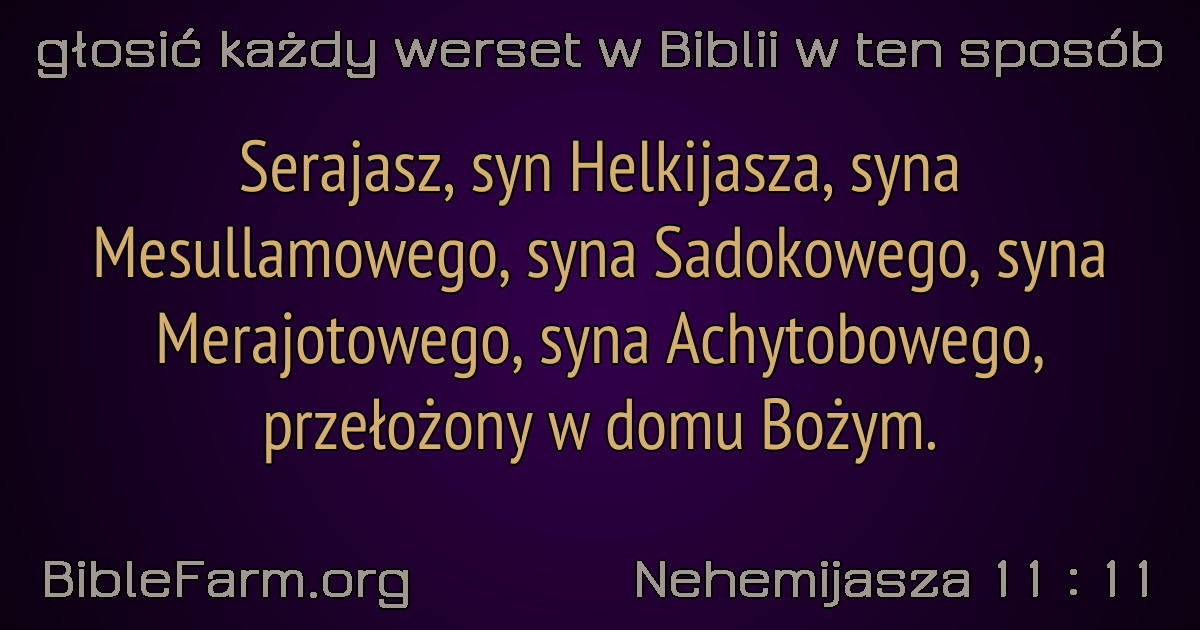 głosić każdy werset w Biblii w ten sposób
Serajasz, syn Helkijasza, syna
Mesullamowego, syna Sadokowego, syna
Merajotowego, syna Achytobowego,
przełożony w domu Bożym.
BibleFarm.org
Nehemijasza 11 : 11